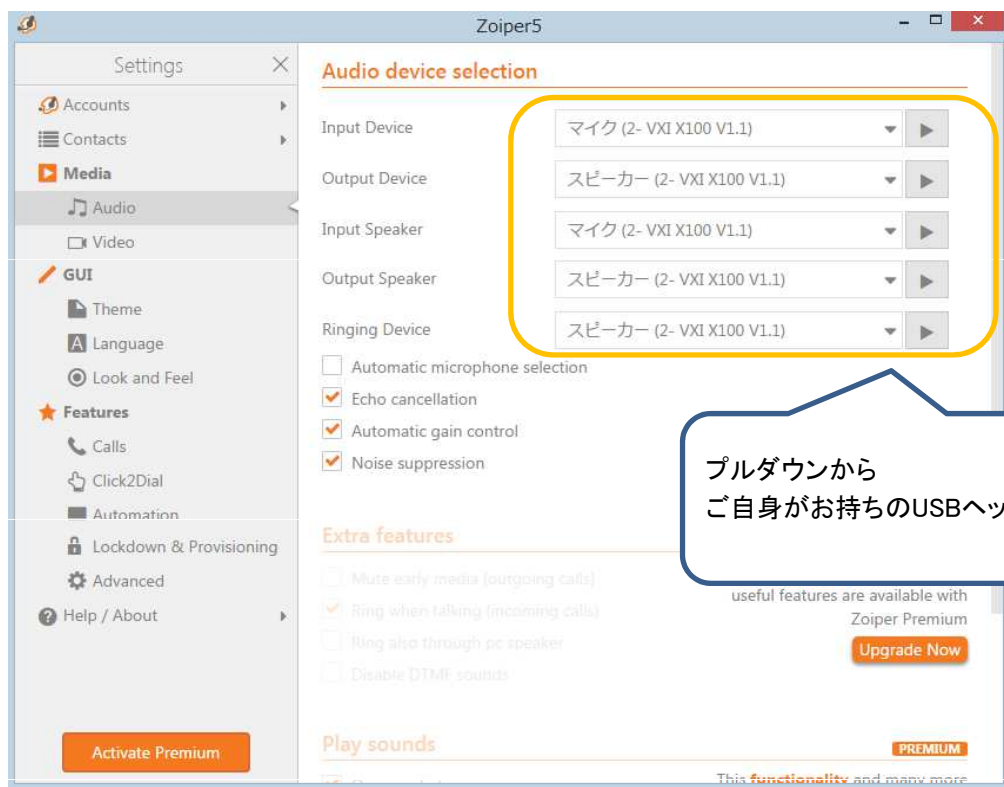 Zoiper5
Settings
Accounts
Contacts
Media
Audio
Video
GUI
Theme
Language
Look and Feel
Features
Calls
Click2Dial
Automation
Lockdown & Provisioning
Advanced
Help / About
Activate Premium
Audio device selection
Input Device マイク (2- VXI X100 V1.1)
Output Device スピーカー (2- VXI X100 V1.1)
Input Speaker マイク (2- VXI X100 V1.1)
Output Speaker スピーカー (2- VXI X100 V1.1)
Ringing Device スピーカー (2- VXI X100 V1.1)
Automatic microphone selection
Echo cancellation
Automatic gain control
Noise suppression
プルダウンから
ご自身がお持ちのUSBヘッ
Extra features
Mute early media (outgoing calls)
Ring when talking (incoming calls)
Ring also through pc speaker
Disable DTMF sounds
useful features are available with
Zoiper Premium
Upgrade Now
Play sounds
PREMIUM
This functionality and many more